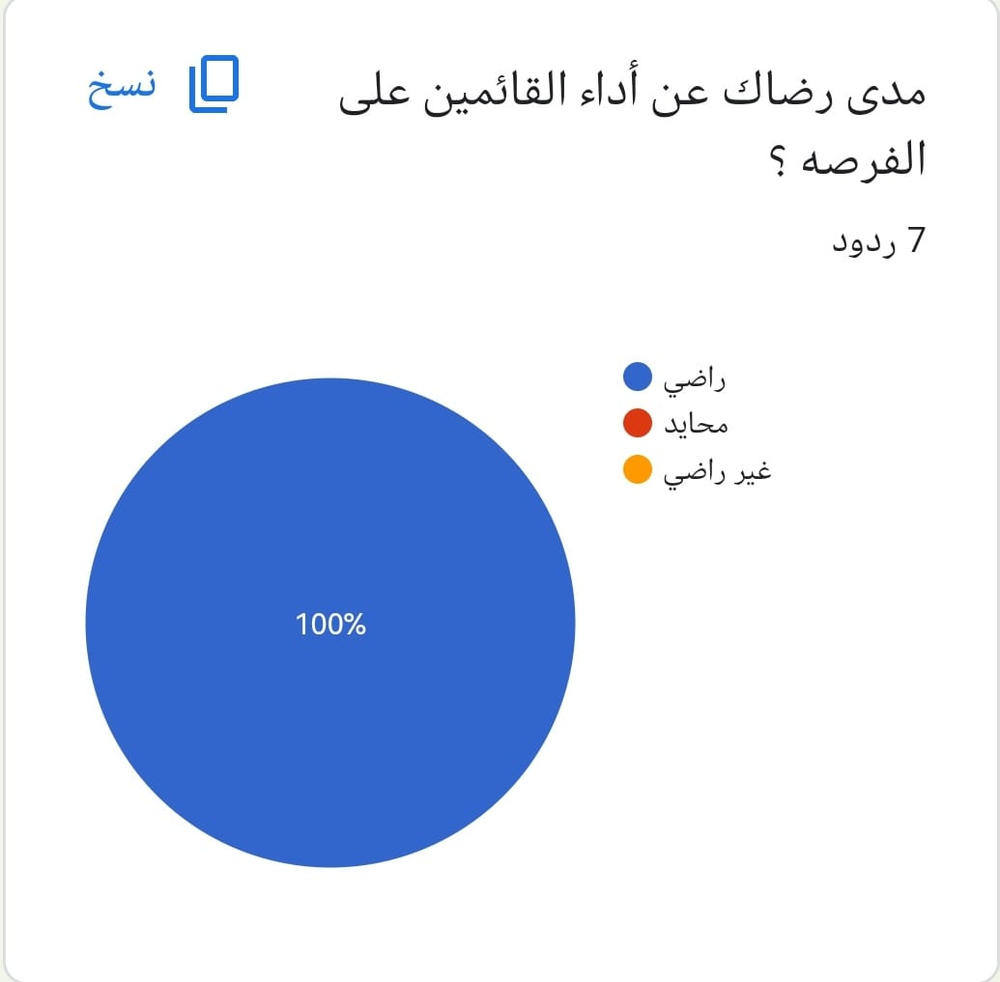 مدى رضاك عن أداء القائمين على
الفرصه ؟
نسخ
7 ردود
راضي
محايد
غير راضي
100%